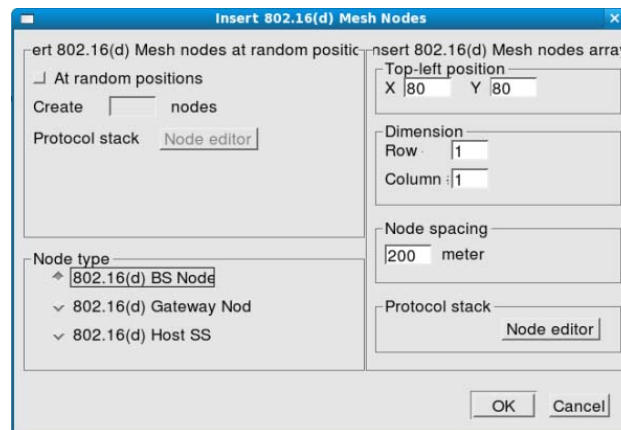 Insert 802.16(d) Mesh Nodes
ert 802.16(d) Mesh nodes at random positic
At random positions
Create nodes
Protocol stack Node editor
Node type
802.16(d) BS Node
802.16(d) Gateway Nod
802.16(d) Host SS
nsert 802.16(d) Mesh nodes arra
Top-left position
X 80 Y 80
Dimension
Row 1
Column : 1
Node spacing
200 meter
Protocol stack
Node editor
OK Cancel